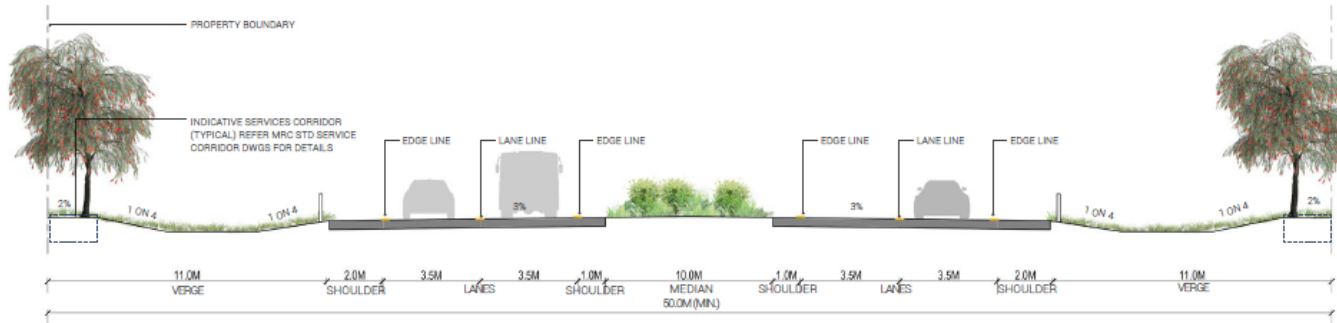 PROPERTY BOUNDARY
INDICATIVE SERVICES CORRIDOR
(TYPICAL) REFER MRC STD SERVICE
CORRIDOR DWGS FOR DETAILS
EDGE LINE
LANE LINE
EDGE LINE
EDGE LINE
LANE LINE
EDGE LINE
2%
1 ON 4
1 ON 4
3%
3%
1 ON 4
1 ON 4
2%
11.0M 2.0M 3.5M 3.5M 1.0M 10.0M 1.0M 3.5M 3.5M 2.0M 11.0M
VERGE SHOULDER LANES SHOULDER MEDIAN SHOULDER LANES SHOULDER VERGE
50.0M (MIN.)